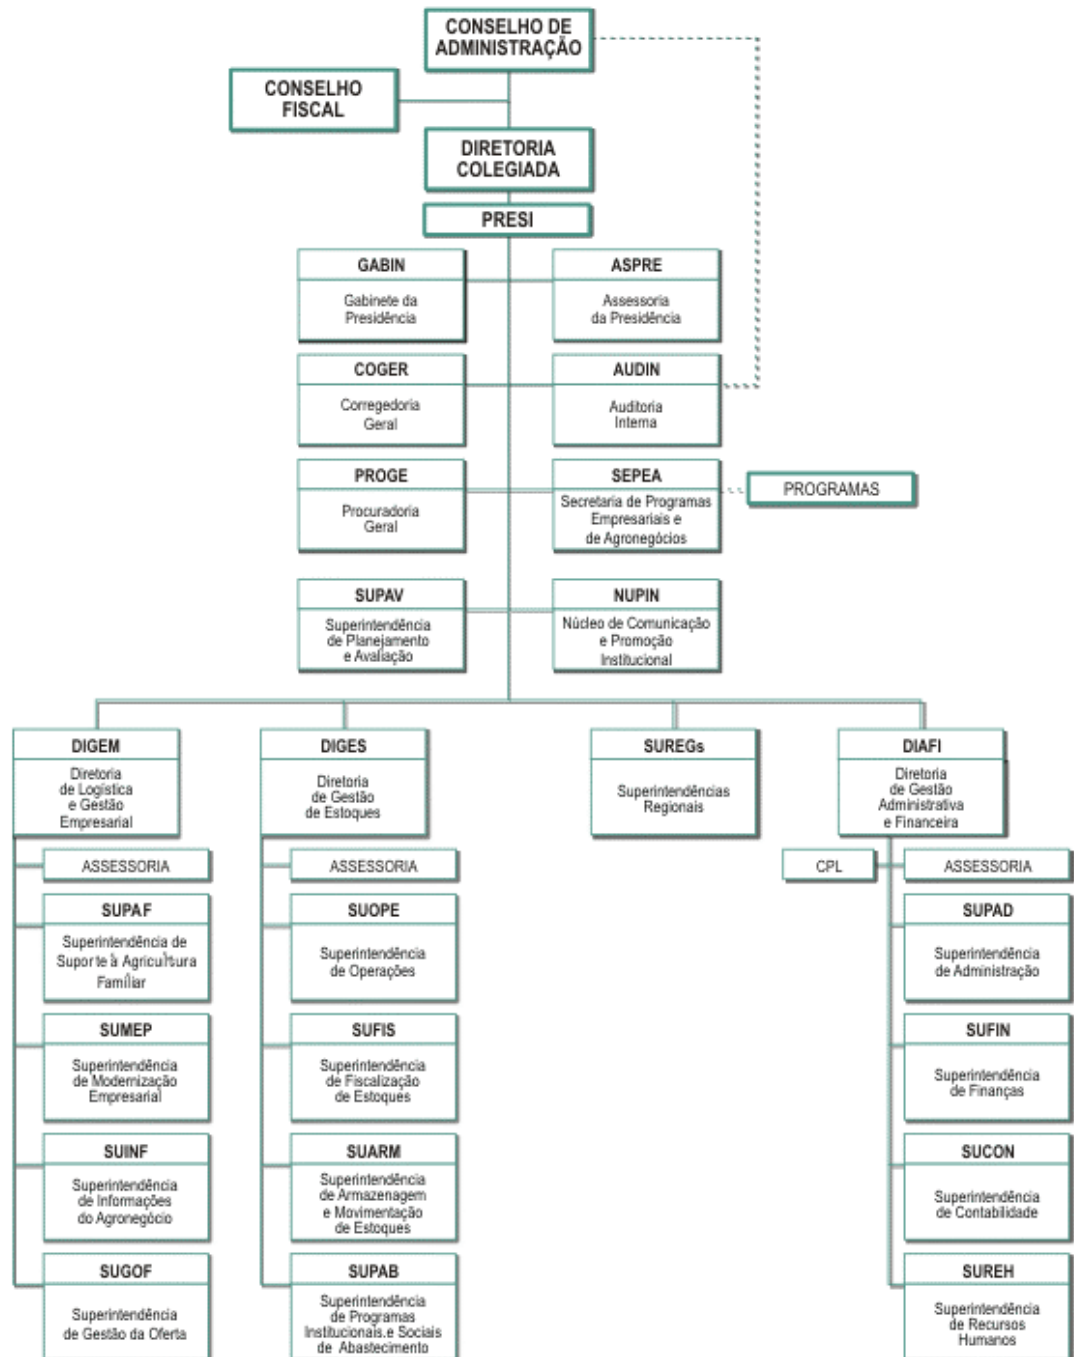 CONSELHO DE
ADMINISTRAÇÃO
CONSELHO
FISCAL
DIRETORIA
COLEGIADA
PRESI
GABIN
Gabinete da
Presidência
ASPRE
Assessoria
da Presidência
COGER
Corregedoria
Geral
AUDIN
Auditoria
Interna
PROGE
Procuradoria
Geral
SEPEA
Secretaria de Programas
Empresariais e
de Agronegócios
PROGRAMAS
SUPAV
Superintendência
de Planejamento
e Avaliação
NUPIN
Núcleo de Comunicação
e Promoção
Institucional
DIGEM
Diretoria
de Logística
e Gestão
Empresarial
DIGES
Diretoria
de Gestão
de Estoques
SUREGs
Superintendências
Regionais
DIAFI
Diretoria
de Gestão
Administrativa
e Financeira
ASSESSORIA
SUPAF
Superintendência de
Suporte à Agricultura
Familiar
SUMEP
Superintendência
de Modernização
Empresarial
SUINF
Superintendência
de Informações
do Agronegócio
SUGOF
Superintendência
de Gestão da Oferta
ASSESSORIA
SUOPE
Superintendência
de Operações
SUFIS
Superintendência
de Fiscalização
de Estoques
SUARM
Superintendência
de Armazenagem
e Movimentação
de Estoques
SUPAB
Superintendência
de Programas
Institucionais.e Sociais
de Abastecimento
CPL
ASSESSORIA
SUPAD
Superintendência
de Administração
SUFIN
Superintendência
de Finanças
SUCON
Superintendência
de Contabilidade
SUREH
Superintendência
de Recursos
Humanos